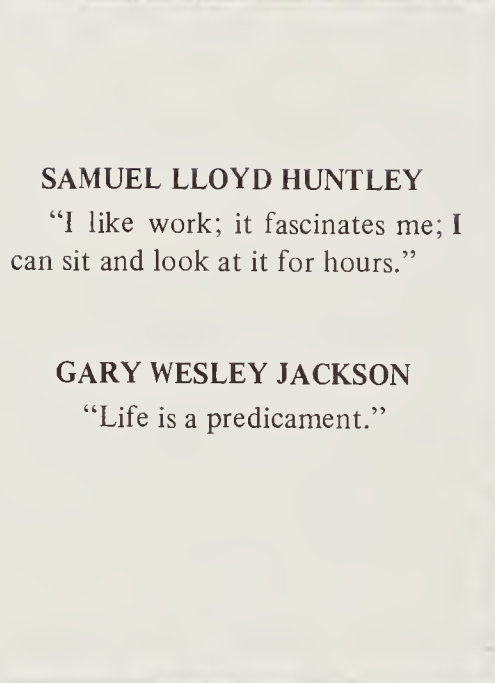 SAMUEL LLOYD HUNTLEY
“I like work; it fascinates me; I
can sit and look at it for hours.”
GARY WESLEY JACKSON
“Life is a predicament.”